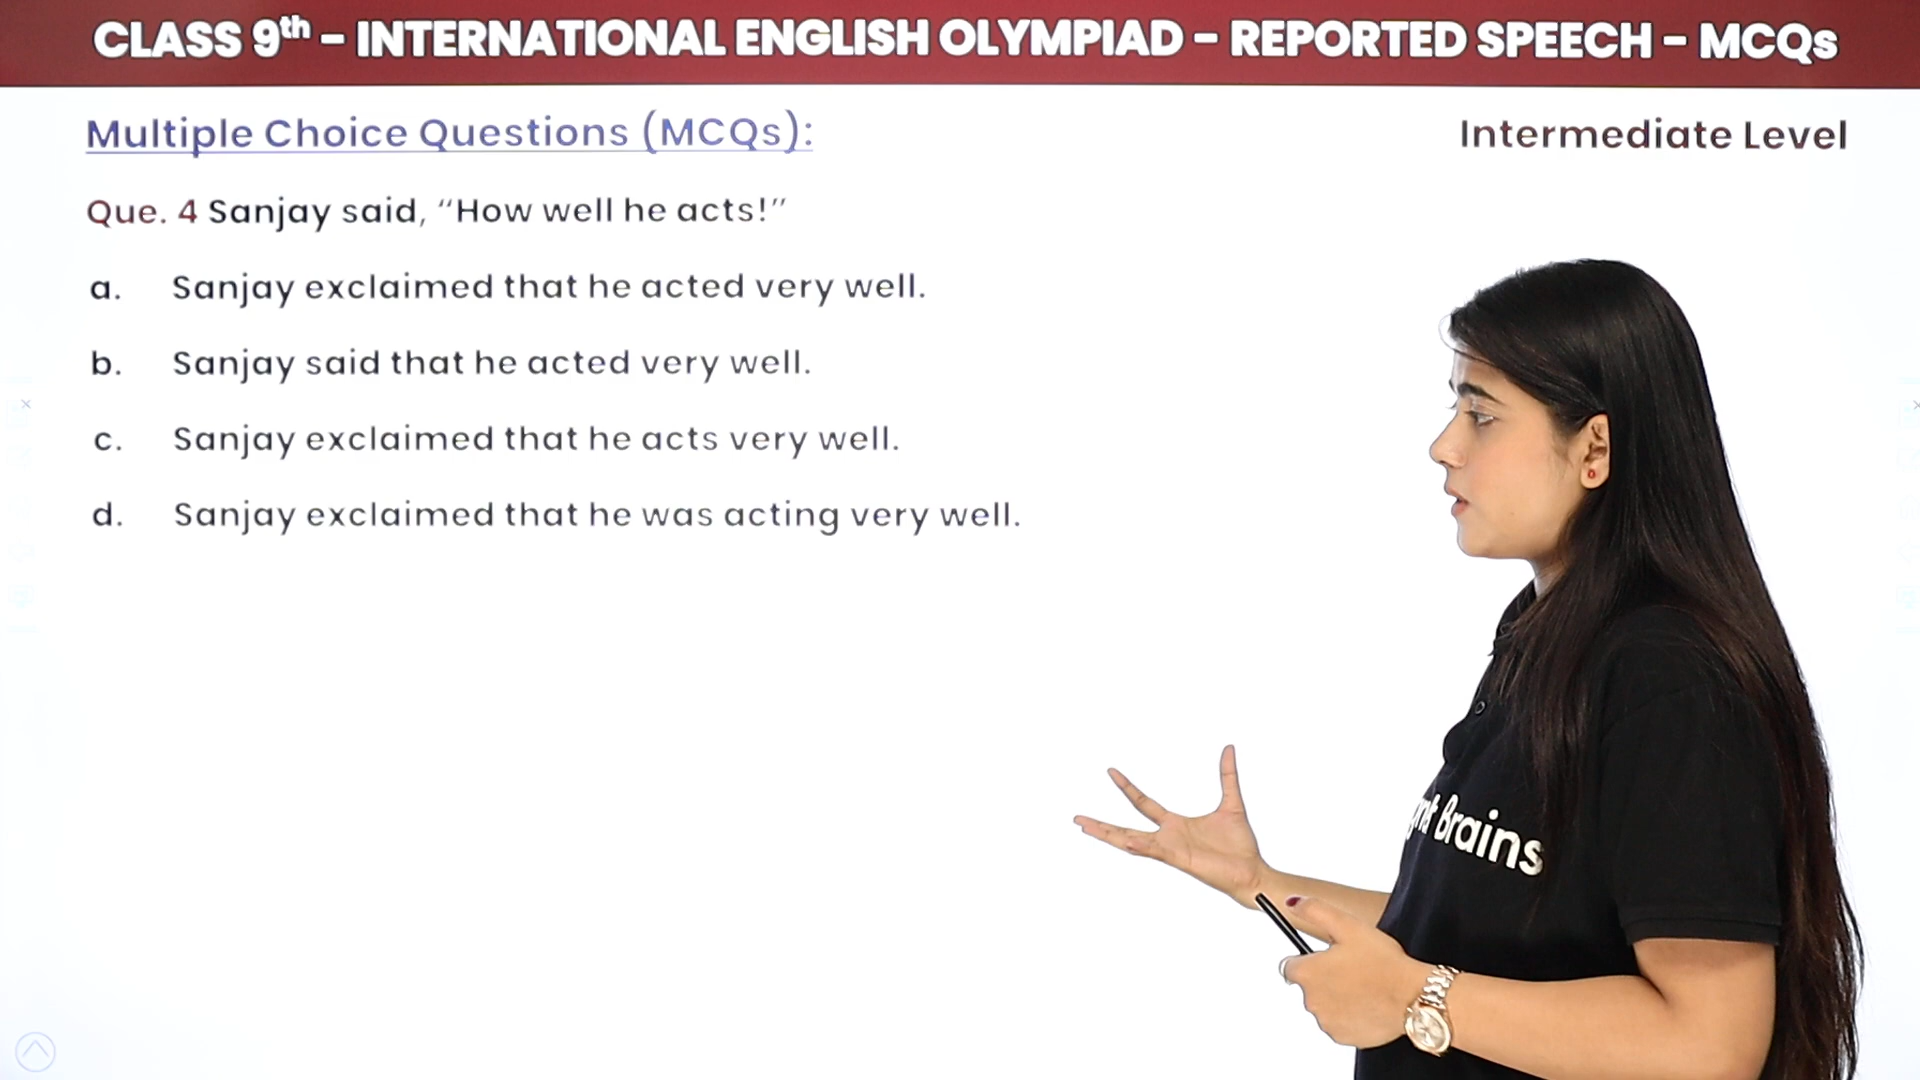 CLASS 9th – INTERNATIONAL ENGLISH OLYMPIAD – REPORTED SPEECH – MCQs
Multiple Choice Questions (MCQs):
Intermediate Level
Que. 4 Sanjay said, “How well he acts!”
a. Sanjay exclaimed that he acted very well.
b. Sanjay said that he acted very well.
c. Sanjay exclaimed that he acts very well.
d. Sanjay exclaimed that he was acting very well.
Brains